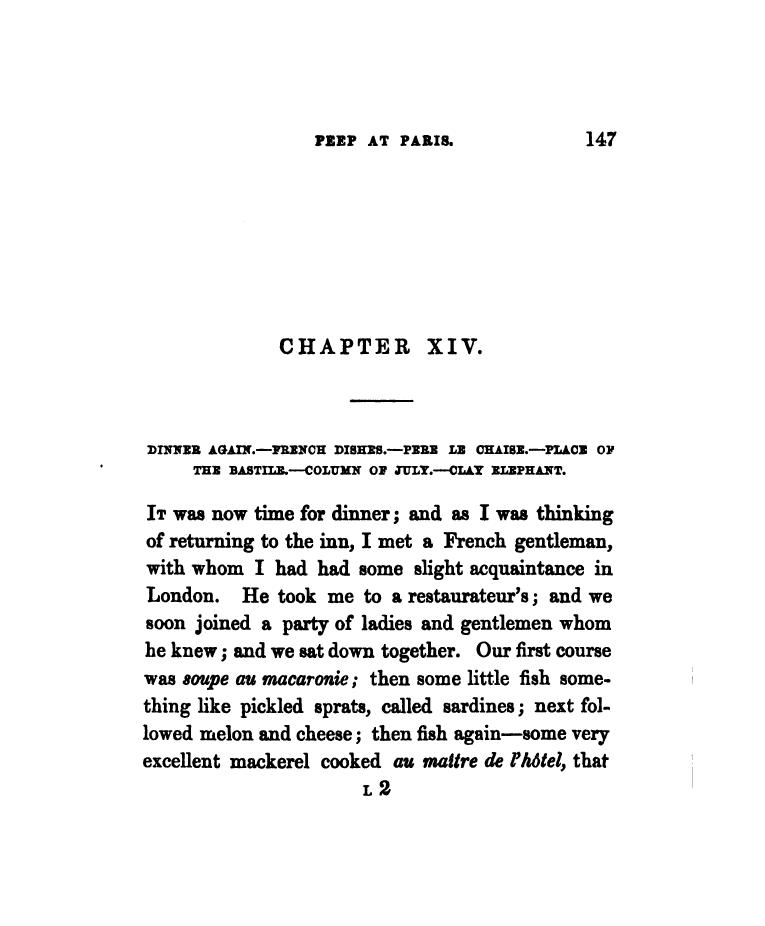 PEEP AT PARIS. 147
CHAPTER XIV.
DINNER AGAIN.—FRENCH DISHES.—PERE LE CHAISE.—PLACE OF
THE BASTILE.—COLUMN OF JULY.—CLAY ELEPHANT.
IT was now time for dinner; and as I was thinking
of returning to the inn, I met a French gentleman,
with whom I had had some slight acquaintance in
London. He took me to a restaurateur's; and we
soon joined a party of ladies and gentlemen whom
he knew; and we sat down together. Our first course
was soupe au macaronie; then some little fish some-
thing like pickled sprats, called sardines; next fol-
lowed melon and cheese; then fish again—some very
excellent mackerel cooked au maître de l'hôtel, that
L 2